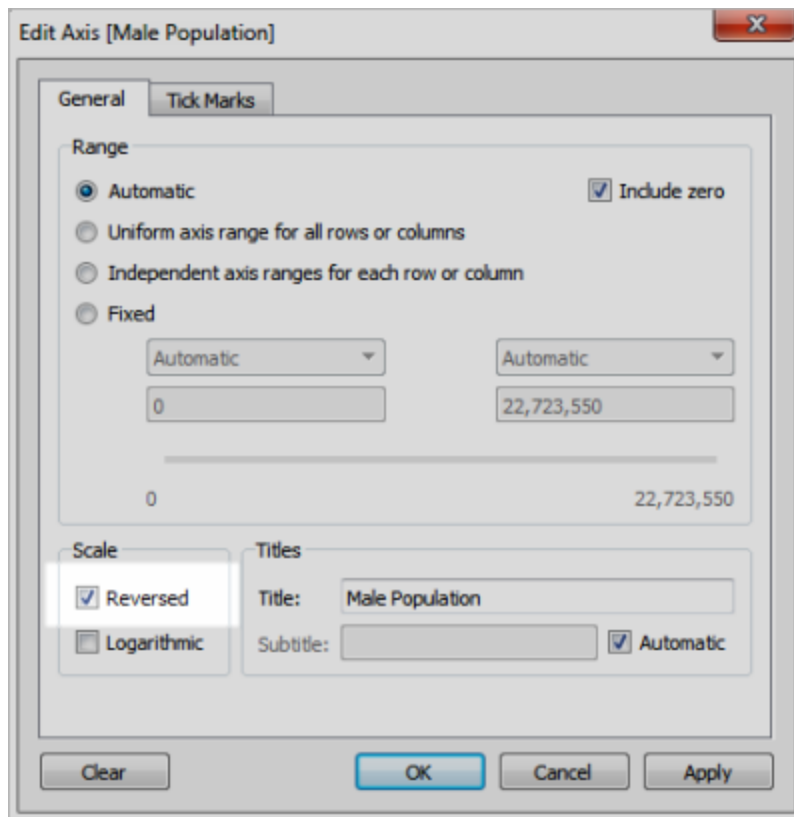 Edit Axis [Male Population]
General Tick Marks
Range
Automatic Include zero
Uniform axis range for all rows or columns
Independent axis ranges for each row or column
Fixed
Automatic Automatic
0 22,723,550
0 22,723,550
Scale Titles
Reversed Title: Male Population
Logarithmic Subtitle: Automatic
Clear OK Cancel Apply